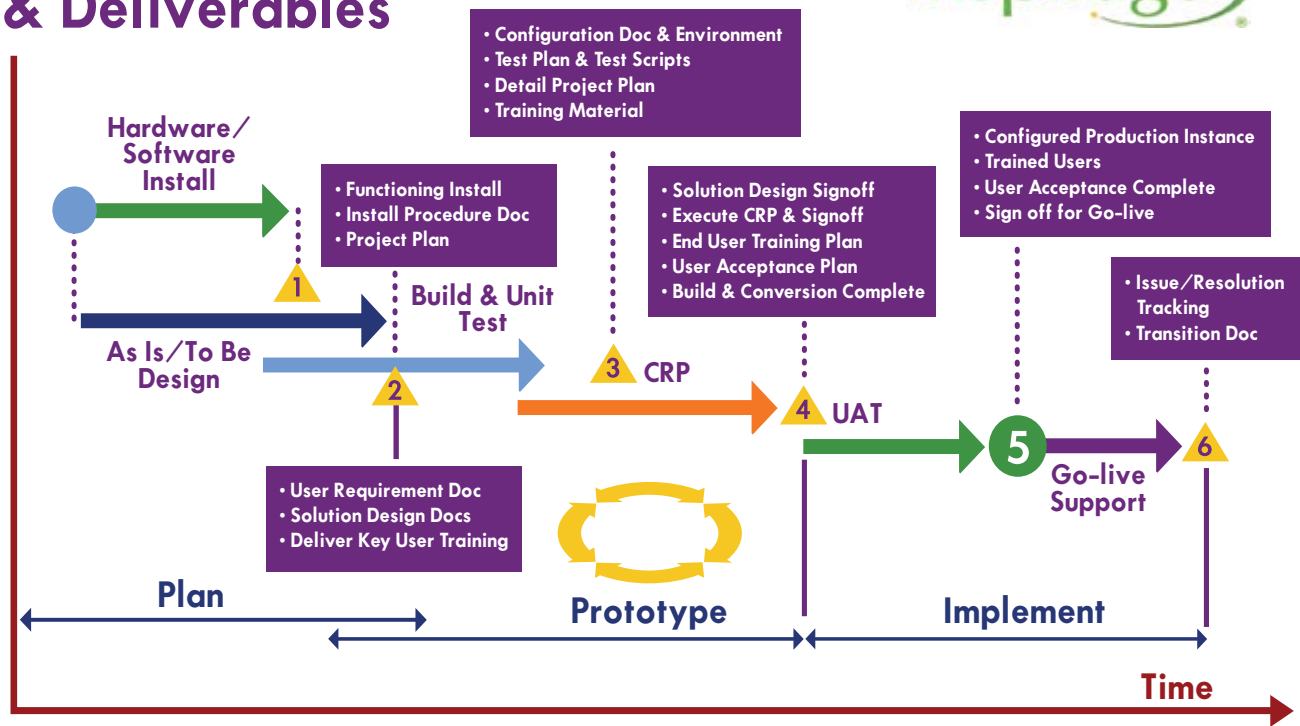 & Deliverables
• Configuration Doc & Environment
• Test Plan & Test Scripts
• Detail Project Plan
• Training Material
Hardware/
Software
Install
• Functioning Install
• Install Procedure Doc
• Project Plan
• Solution Design Signoff
• Execute CRP & Signoff
• End User Training Plan
• User Acceptance Plan
• Build & Conversion Complete
• Configured Production Instance
• Trained Users
• User Acceptance Complete
• Sign off for Go-live
• Issue/Resolution
Tracking
• Transition Doc
1
Build & Unit
Test
As Is/To Be
Design
2
3 CRP
4 UAT
5
6
Go-live
Support
• User Requirement Doc
• Solution Design Docs
• Deliver Key User Training
Plan
Prototype
Implement
Time